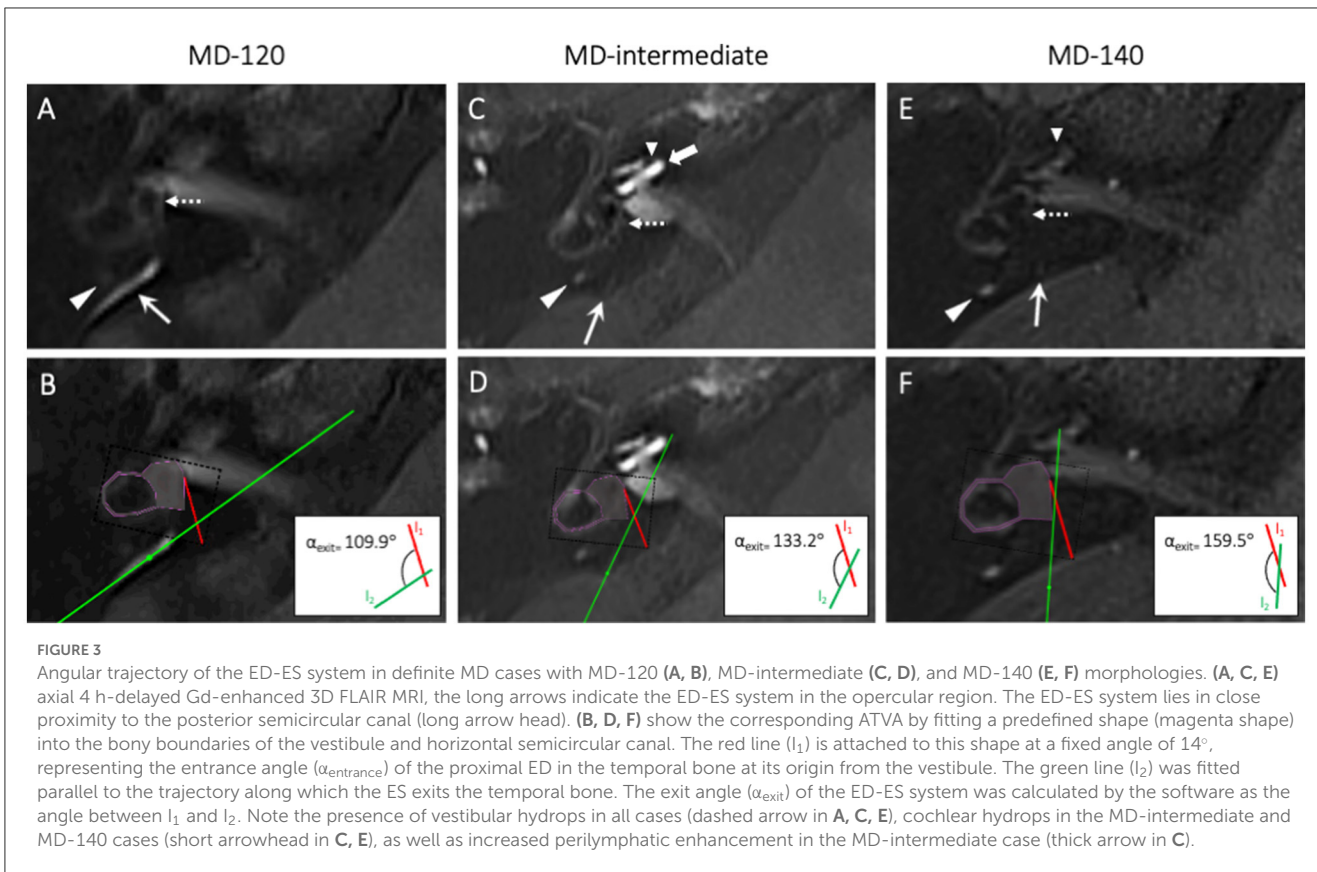 MD-120
MD-intermediate
MD-140
A
C
E
B
D
F
αexit= 109.9°
l₁
l₂
αexit= 133.2°
l₁
l₂
αexit= 159.5°
l₁
l₂
FIGURE 3
Angular trajectory of the ED-ES system in definite MD cases with MD-120 (A, B), MD-intermediate (C, D), and MD-140 (E, F) morphologies. (A, C, E)
axial 4 h-delayed Gd-enhanced 3D FLAIR MRI, the long arrows indicate the ED-ES system in the opercular region. The ED-ES system lies in close
proximity to the posterior semicircular canal (long arrow head). (B, D, F) show the corresponding ATVA by fitting a predefined shape (magenta shape)
into the bony boundaries of the vestibule and horizontal semicircular canal. The red line (l₁) is attached to this shape at a fixed angle of 14°,
representing the entrance angle (αentrance) of the proximal ED in the temporal bone at its origin from the vestibule. The green line (l₂) was fitted
parallel to the trajectory along which the ES exits the temporal bone. The exit angle (αexit) of the ED-ES system was calculated by the software as the
angle between l₁ and l₂. Note the presence of vestibular hydrops in all cases (dashed arrow in A, C, E), cochlear hydrops in the MD-intermediate and
MD-140 cases (short arrowhead in C, E), as well as increased perilymphatic enhancement in the MD-intermediate case (thick arrow in C).